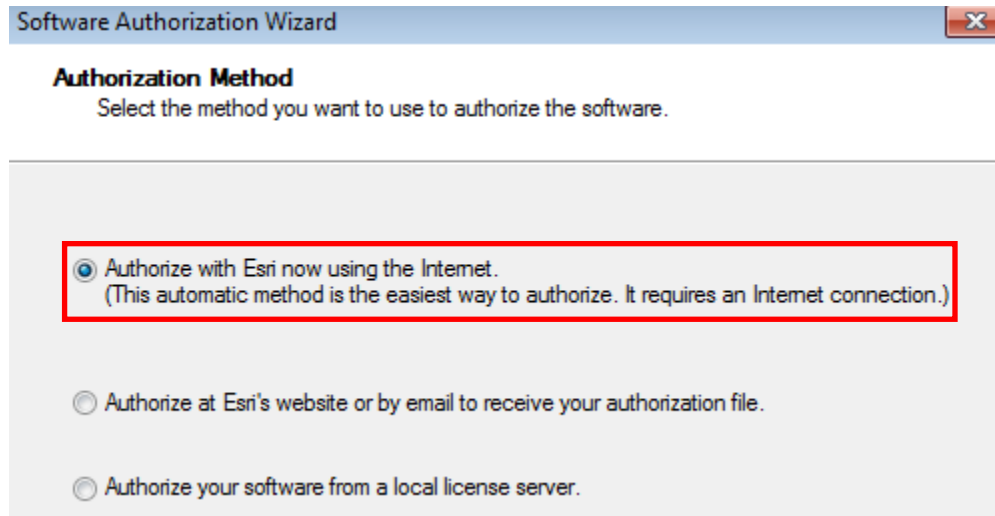 Software Authorization Wizard
Authorization Method
Select the method you want to use to authorize the software.
Authorize with Esri now using the Internet.
(This automatic method is the easiest way to authorize. It requires an Internet connection.)
Authorize at Esri's website or by email to receive your authorization file.
Authorize your software from a local license server.